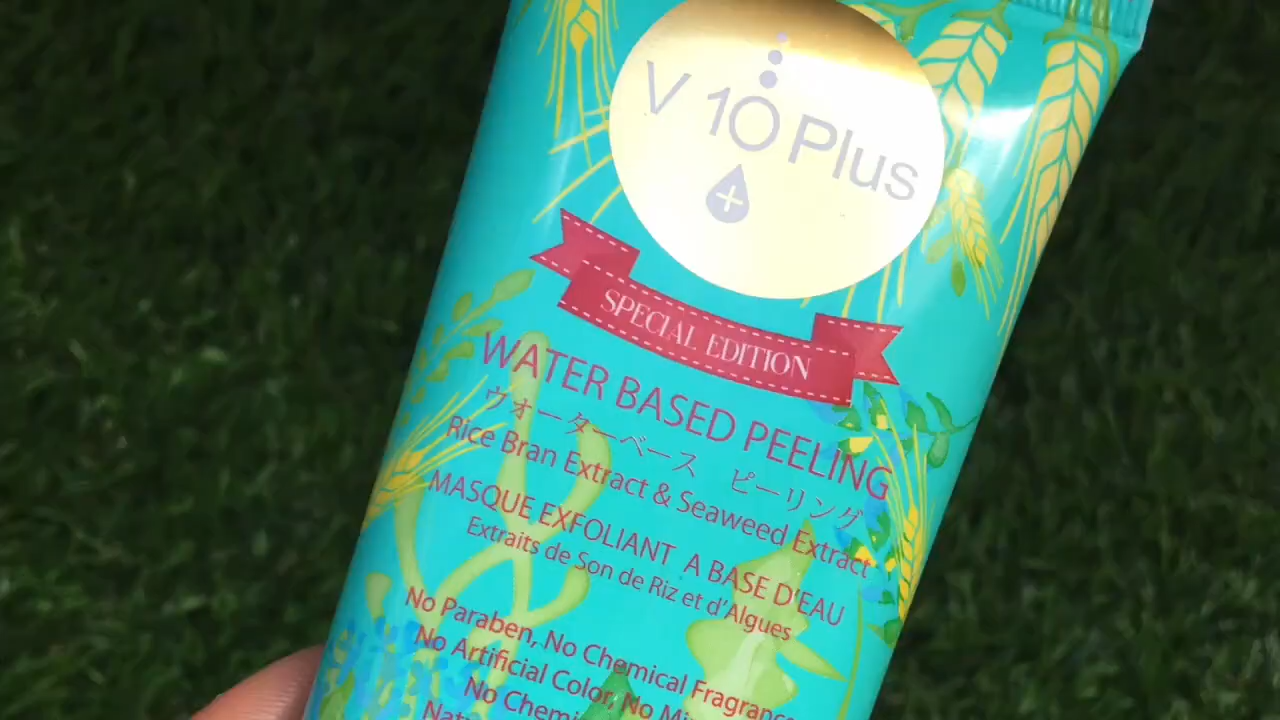 V 10 Plus
SPECIAL EDITION
WATER BASED PEELING
ウォーターベース ピーリング
Rice Bran Extract & Seaweed Extract
MASQUE EXFOLIANT A BASE D'EAU
Extraits de Son de Riz et d'Algues
No Paraben, No Chemical Fragrance
No Artificial Color, No
No